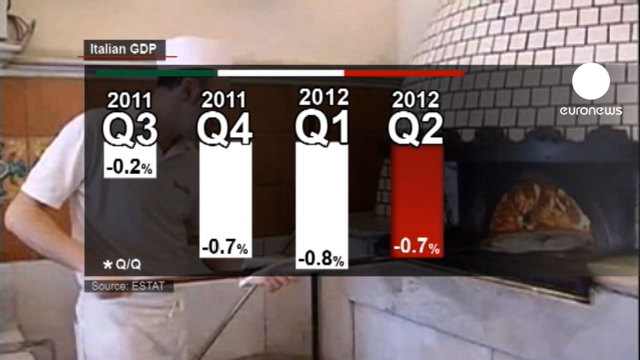 Italian GDP
2011 2011 2012 2012
Q3 Q4 Q1 Q2
-0.2% -0.7% -0.8% -0.7%
* Q/Q
Source: ESTAT
euronews